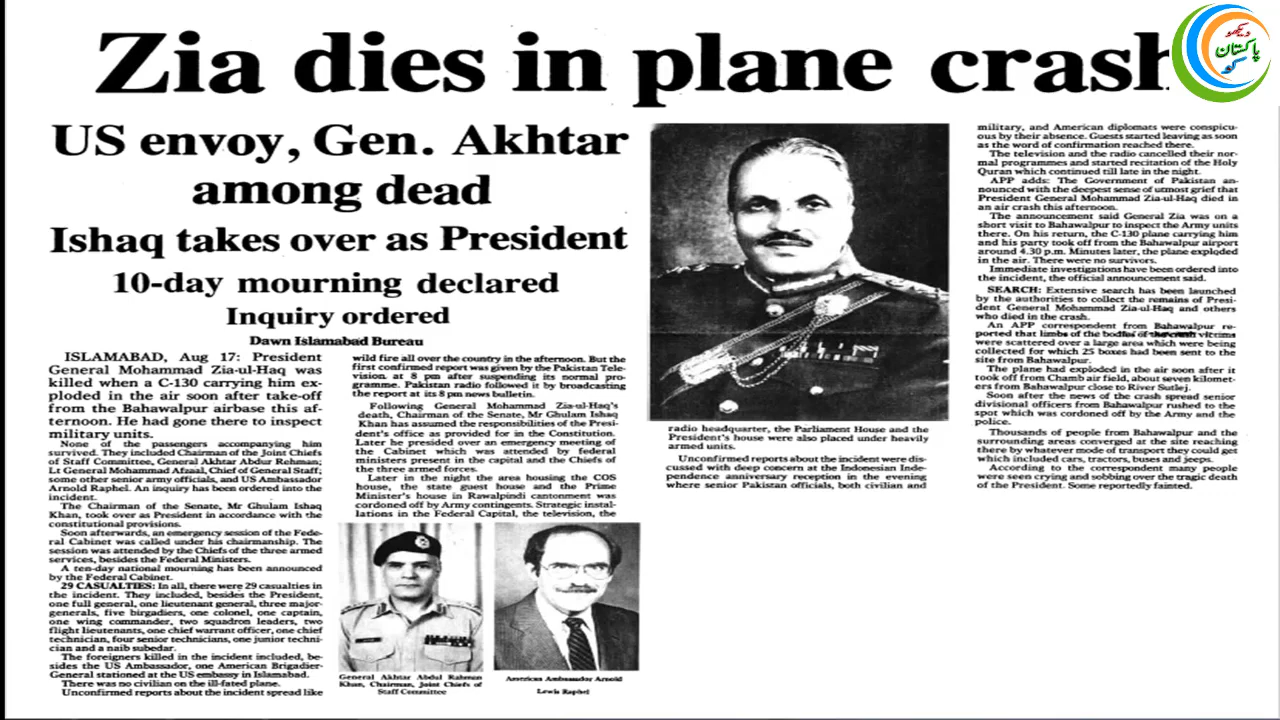 Zia dies in plane crash
دیکھو
پاکستان
کو
US envoy, Gen. Akhtar
among dead
Ishaq takes over as President
10-day mourning declared
Inquiry ordered
Dawn Islamabad Bureau
ISLAMABAD, Aug 17: President
General Mohammad Zia-ul-Haq was
killed when a C-130 carrying him ex-
ploded in the air soon after take-off
from the Bahawalpur airbase this af-
ternoon. He had gone there to inspect
military units.
None of the passengers accompanying him
survived. They included Chairman of the Joint Chiefs
of Staff Committee, General Akhtar Abdur Rehman;
Lt General Mohammad Afzaal, Chief of General Staff;
some other senior army officials, and US Ambassador
Arnold Raphel. An inquiry has been ordered into the
incident.
The Chairman of the Senate, Mr Ghulam Ishaq
Khan, took over as President in accordance with the
constitutional provisions.
Soon afterwards, an emergency session of the Fede-
ral Cabinet was called under his chairmanship. The
session was attended by the Chiefs of the three armed
services, besides the Federal Ministers.
A ten-day national mourning has been announced
by the Federal Cabinet.
29 CASUALTIES: In all, there were 29 casualties in
the incident. They included, besides the President,
one full general, one lieutenant general, three major-
generals, five birgadiers, one colonel, one captain,
one wing commander, two squadron leaders, two
flight lieutenants, one chief warrant officer, one chief
technician, four senior technicians, one junior techni-
cian and a naib subedar.
The foreigners killed in the incident included, be-
sides the US Ambassador, one American Brigadier-
General stationed at the US embassy in Islamabad.
There was no civilian on the ill-fated plane.
Unconfirmed reports about the incident spread like
wild fire all over the country in the afternoon. But the
first confirmed report was given by the Pakistan Tele-
vision at 8 pm after suspending its normal pro-
gramme. Pakistan radio followed it by broadcasting
the report at its 8 pm news bulletin.
Following General Mohammad Zia-ul-Haq's
death, Chairman of the Senate, Mr Ghulam Ishaq
Khan has assumed the responsibilities of the Presi-
dent's office as provided for in the Constitution.
Later he presided over an emergency meeting of
the Cabinet which was attended by federal
ministers present in the capital and the Chiefs of
the three armed forces.
Later in the night the area housing the COS
house, the state guest house and the Prime
Minister's house in Rawalpindi cantonment was
cordoned off by Army contingents. Strategic instal-
lations in the Federal Capital, the television, the
General Akhtar Abdul Rahman
Khan, Chairman, Joint Chiefs of
Staff Committee
American Ambassador Arnold
Lewis Raphel
radio headquarter, the Parliament House and the
President's house were also placed under heavily
armed units.
Unconfirmed reports about the incident were dis-
cussed with deep concern at the Indonesian Inde-
pendence anniversary reception in the evening
where senior Pakistan officials, both civilian and
military, and American diplomats were conspicu-
ous by their absence. Guests started leaving as soon
as the word of confirmation reached there.
The television and the radio cancelled their nor-
mal programmes and started recitation of the Holy
Quran which continued till late in the night.
APP adds: The Government of Pakistan an-
nounced with the deepest sense of utmost grief that
President General Mohammad Zia-ul-Haq died in
an air crash this afternoon.
The announcement said General Zia was on a
short visit to Bahawalpur to inspect the Army units
there. On his return, the C-130 plane carrying him
and his party took off from the Bahawalpur airport
around 4.30 p.m. Minutes later, the plane exploded
in the air. There were no survivors.
Immediate investigations have been ordered into
the incident, the official announcement said.
SEARCH: Extensive search has been launched
by the authorities to collect the remains of Presi-
dent General Mohammad Zia-ul-Haq and others
who died in the crash.
An APP correspondent from Bahawalpur re-
ported that limbs of the bodies of the crash victims
were scattered over a large area which were being
collected for which 25 boxes had been sent to the
site from Bahawalpur.
The plane had exploded in the air soon after it
took off from Chamb air field, about seven kilomet-
ers from Bahawalpur close to River Sutlej.
Soon after the news of the crash spread senior
divisional officers from Bahawalpur rushed to the
spot which was cordoned off by the Army and the
police.
Thousands of people from Bahawalpur and the
surrounding areas converged at the site reaching
there by whatever mode of transport they could get
which included cars, tractors, buses and jeeps.
According to the correspondent many people
were seen crying and sobbing over the tragic death
of the President. Some reportedly fainted.